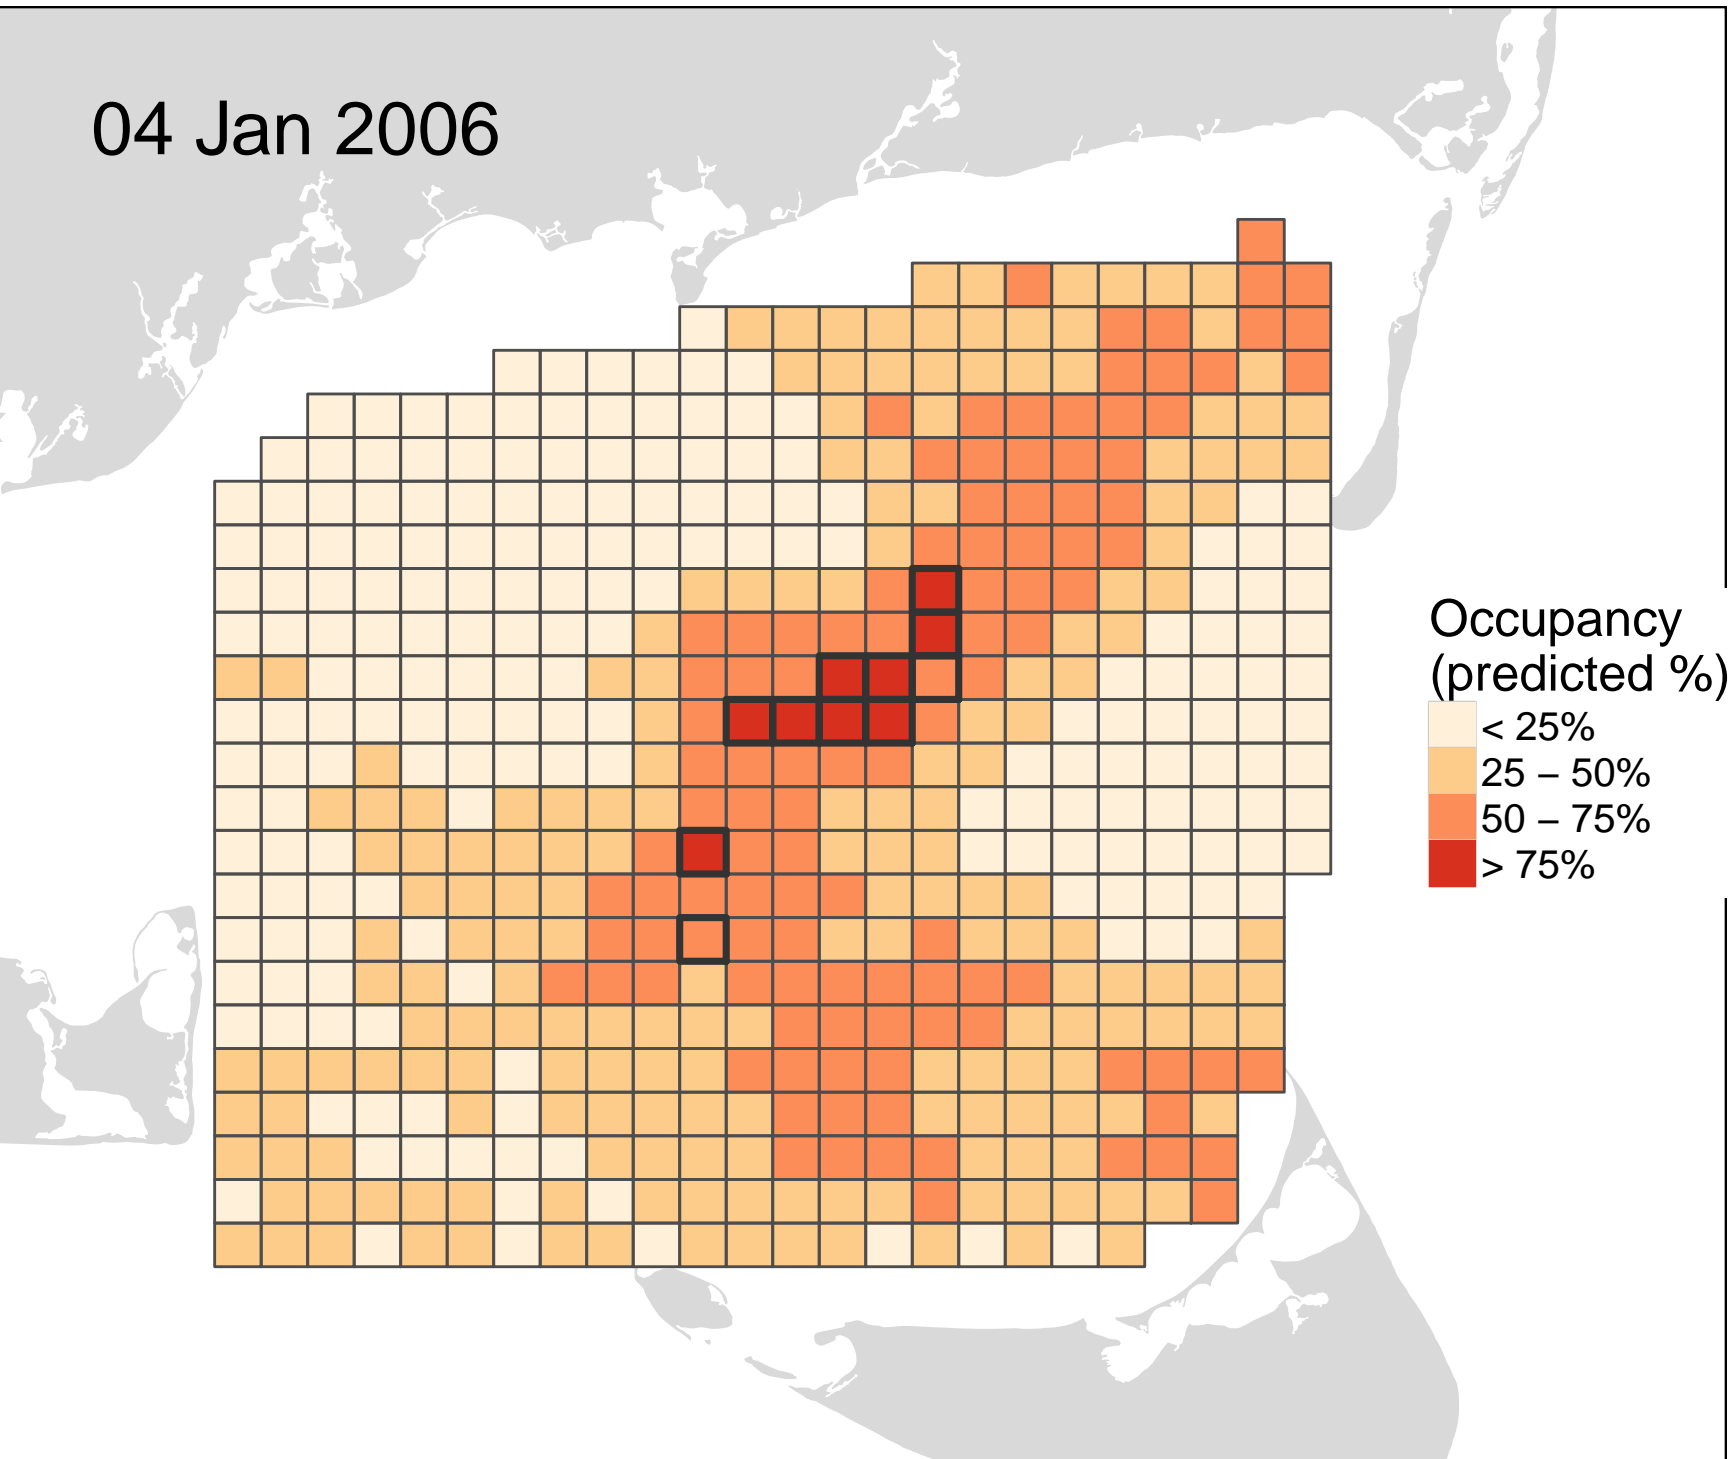 04 Jan 2006
Occupancy
(predicted %)
< 25%
25 – 50%
50 – 75%
> 75%